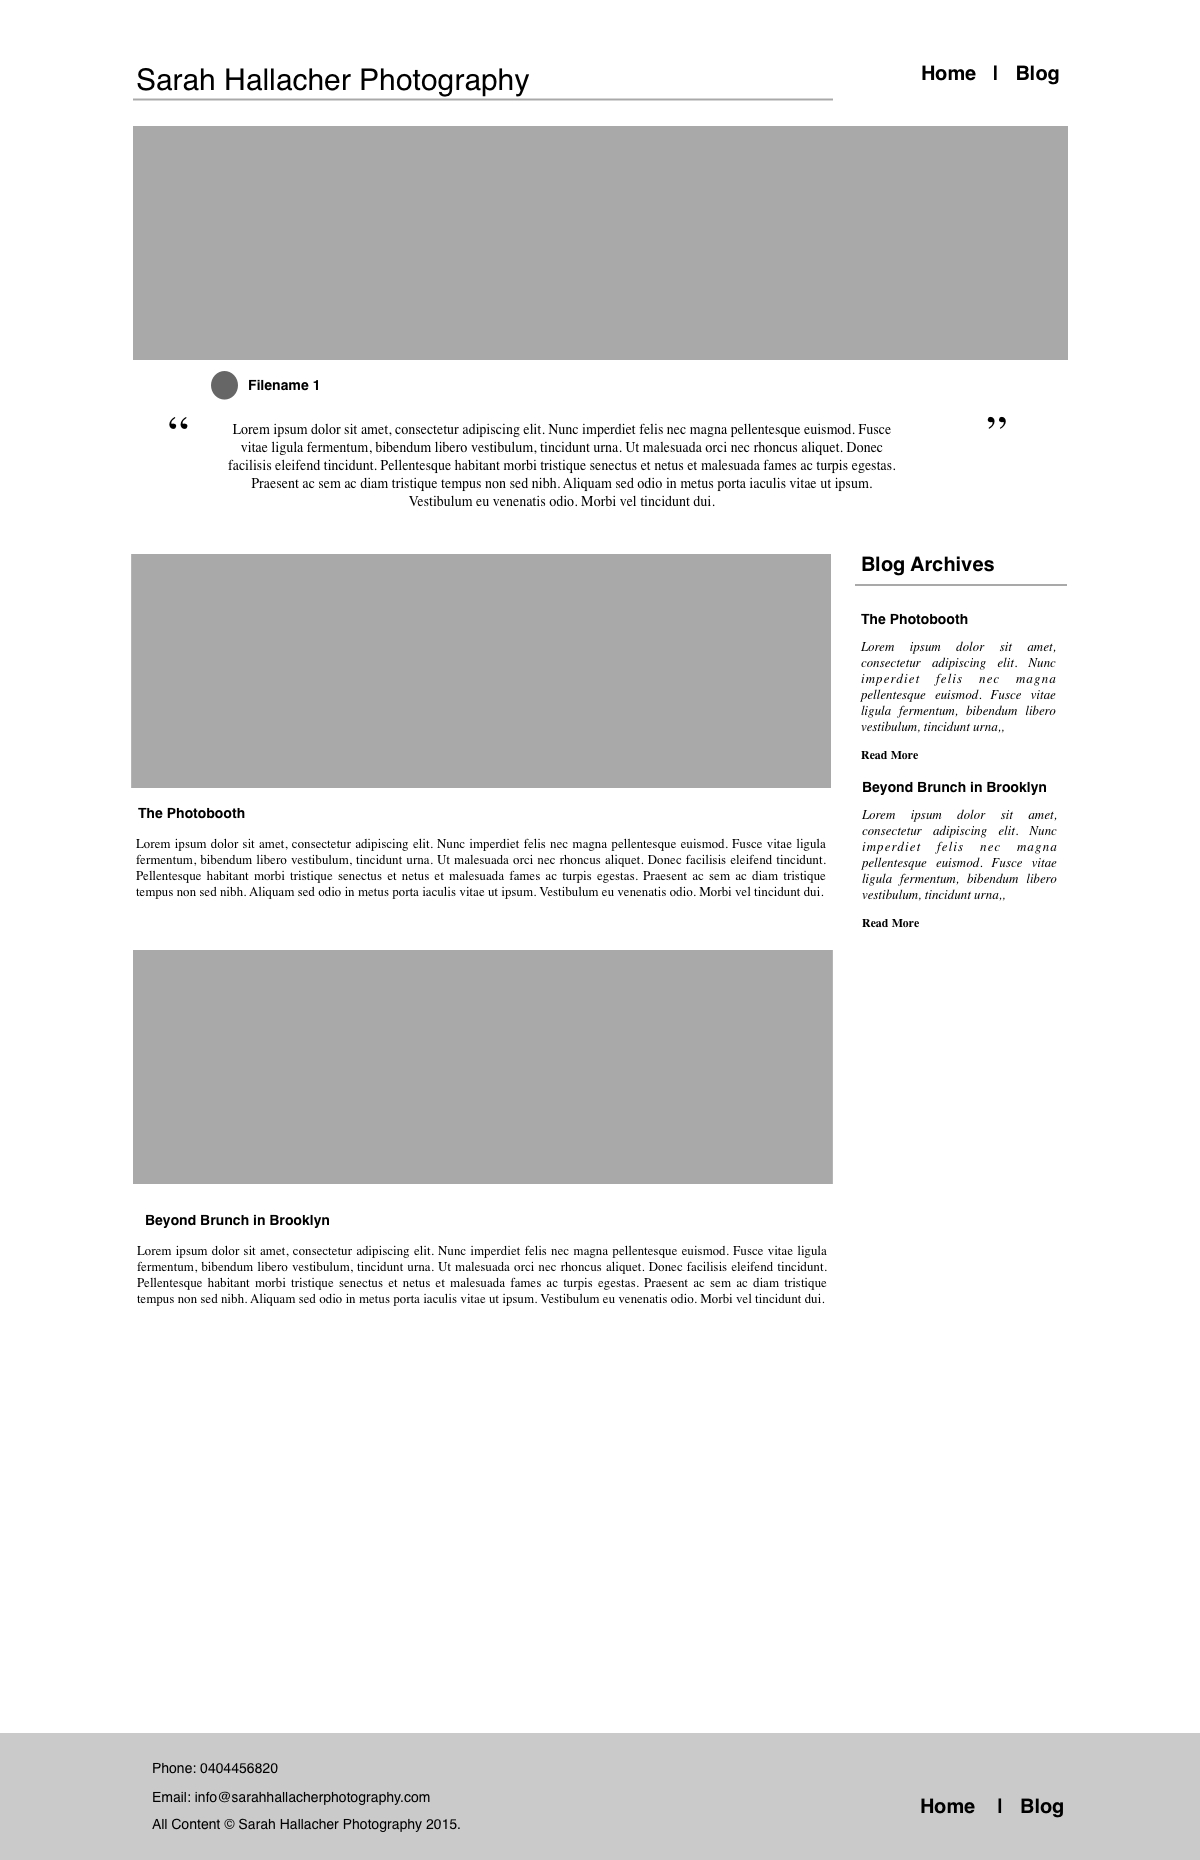 Sarah Hallacher Photography
Home | Blog
Filename 1
“ ”
Lorem ipsum dolor sit amet, consectetur adipiscing elit. Nunc imperdiet felis nec magna pellentesque euismod. Fusce
vitae ligula fermentum, bibendum libero vestibulum, tincidunt urna. Ut malesuada orci nec rhoncus aliquet. Donec
facilisis eleifend tincidunt. Pellentesque habitant morbi tristique senectus et netus et malesuada fames ac turpis egestas.
Praesent ac sem ac diam tristique tempus non sed nibh. Aliquam sed odio in metus porta iaculis vitae ut ipsum.
Vestibulum eu venenatis odio. Morbi vel tincidunt dui.
The Photobooth
Lorem ipsum dolor sit amet, consectetur adipiscing elit. Nunc imperdiet felis nec magna pellentesque euismod. Fusce vitae ligula
fermentum, bibendum libero vestibulum, tincidunt urna. Ut malesuada orci nec rhoncus aliquet. Donec facilisis eleifend tincidunt.
Pellentesque habitant morbi tristique senectus et netus et malesuada fames ac turpis egestas. Praesent ac sem ac diam tristique
tempus non sed nibh. Aliquam sed odio in metus porta iaculis vitae ut ipsum. Vestibulum eu venenatis odio. Morbi vel tincidunt dui.
Beyond Brunch in Brooklyn
Lorem ipsum dolor sit amet, consectetur adipiscing elit. Nunc imperdiet felis nec magna pellentesque euismod. Fusce vitae ligula
fermentum, bibendum libero vestibulum, tincidunt urna. Ut malesuada orci nec rhoncus aliquet. Donec facilisis eleifend tincidunt.
Pellentesque habitant morbi tristique senectus et netus et malesuada fames ac turpis egestas. Praesent ac sem ac diam tristique
tempus non sed nibh. Aliquam sed odio in metus porta iaculis vitae ut ipsum. Vestibulum eu venenatis odio. Morbi vel tincidunt dui.
Blog Archives
The Photobooth
Lorem ipsum dolor sit amet,
consectetur adipiscing elit. Nunc
imperdiet felis nec magna
pellentesque euismod. Fusce vitae
ligula fermentum, bibendum libero
vestibulum, tincidunt urna,,
Read More
Beyond Brunch in Brooklyn
Lorem ipsum dolor sit amet,
consectetur adipiscing elit. Nunc
imperdiet felis nec magna
pellentesque euismod. Fusce vitae
ligula fermentum, bibendum libero
vestibulum, tincidunt urna,,
Read More
Phone: 0404456820
Email: info@sarahhallacherphotography.com
All Content © Sarah Hallacher Photography 2015.
Home | Blog